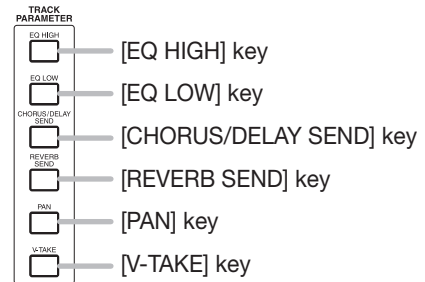 TRACK
PARAMETER
EQ HIGH
[EQ HIGH] key
EQ LOW
[EQ LOW] key
CHORUS/DELAY
SEND
[CHORUS/DELAY SEND] key
REVERB
SEND
[REVERB SEND] key
PAN
[PAN] key
V-TAKE
[V-TAKE] key